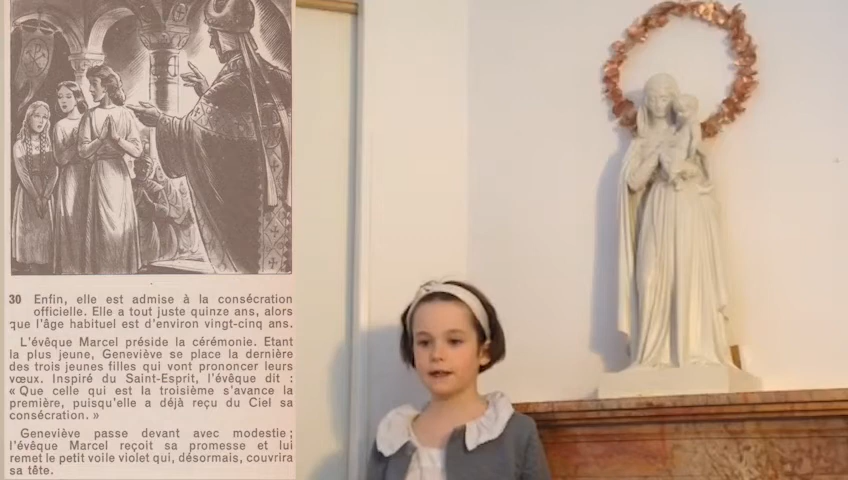 30 Enfin, elle est admise à la consécration
officielle. Elle a tout juste quinze ans, alors
que l'âge habituel est d'environ vingt-cinq ans.
L'évêque Marcel préside la cérémonie. Etant
la plus jeune, Geneviève se place la dernière
des trois jeunes filles qui vont prononcer leurs
vœux. Inspiré du Saint-Esprit, l'évêque dit :
« Que celle qui est la troisième s'avance la
première, puisqu'elle a déjà reçu du Ciel sa
consécration. »
Geneviève passe devant avec modestie ;
l'évêque Marcel reçoit sa promesse et lui
remet le petit voile violet qui, désormais, couvrira
sa tête.